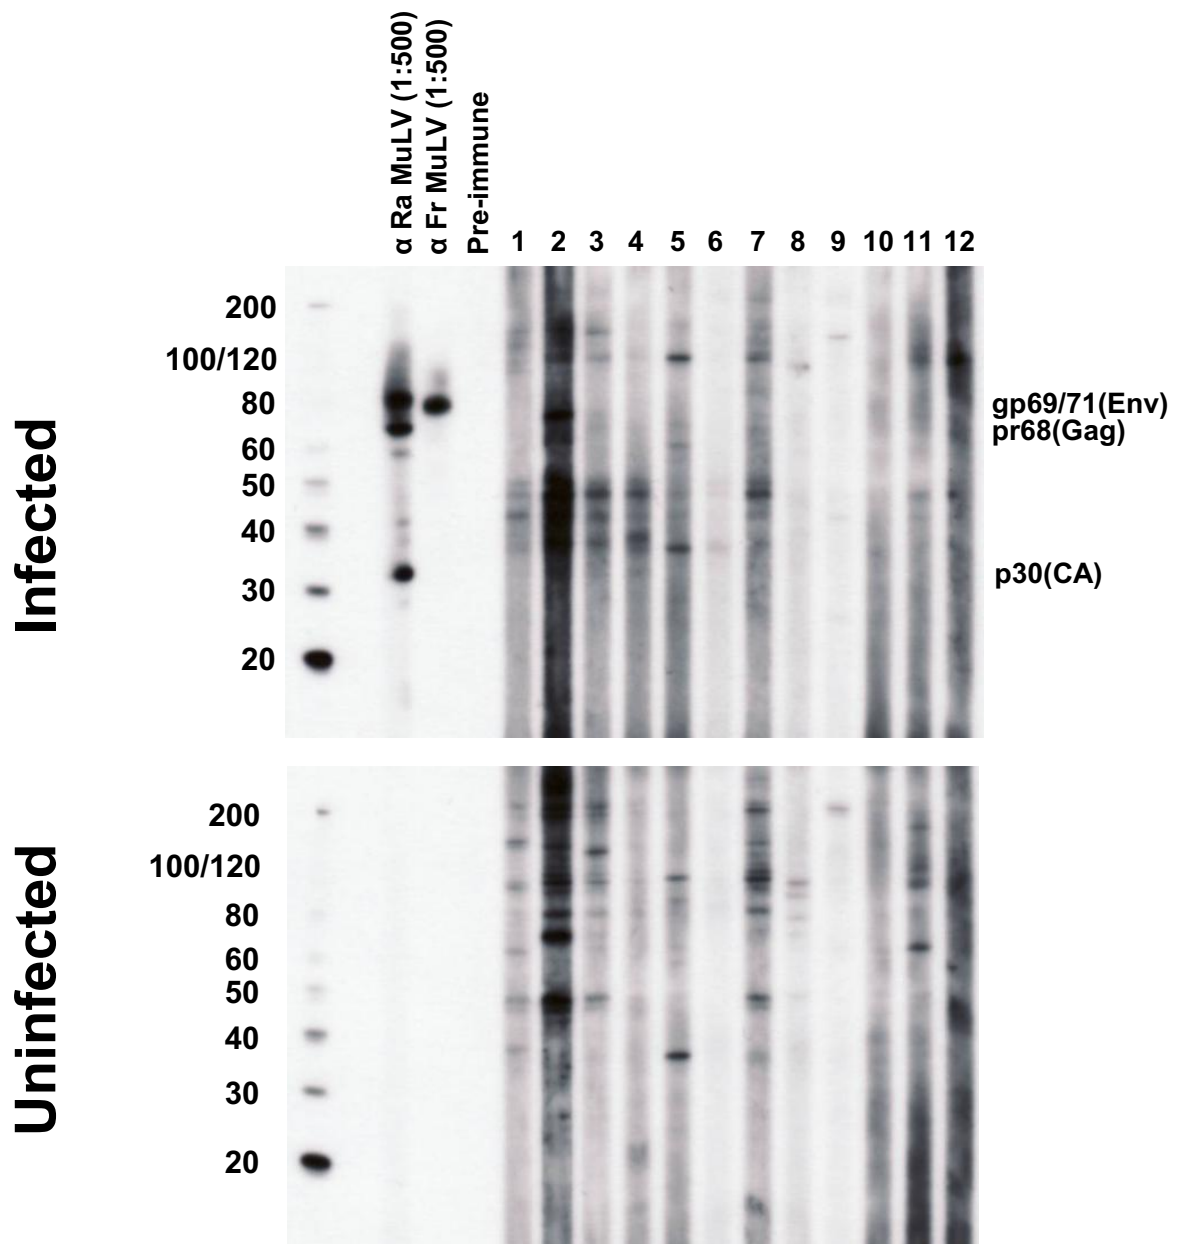 α Ra MuLV (1:500)
α Fr MuLV (1:500)
Pre-immune
1 2 3 4 5 6 7 8 9 10 11 12
Infected
200
100/120
80
60
50
40
30
20
gp69/71(Env)
pr68(Gag)
p30(CA)
Uninfected
200
100/120
80
60
50
40
30
20